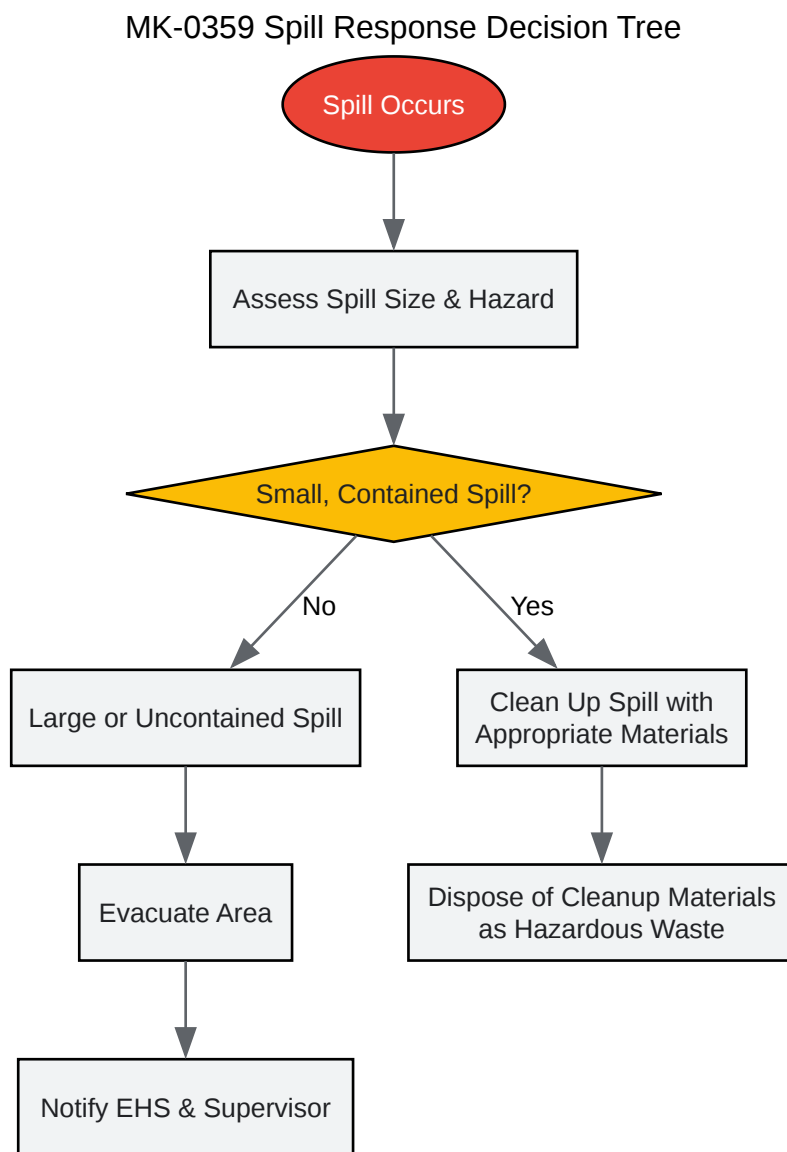 MK-0359 Spill Response Decision Tree
Spill Occurs
Assess Spill Size & Hazard
Small, Contained Spill?
No
Yes
Large or Uncontained Spill
Clean Up Spill with
Appropriate Materials
Evacuate Area
Dispose of Cleanup Materials
as Hazardous Waste
Notify EHS & Supervisor